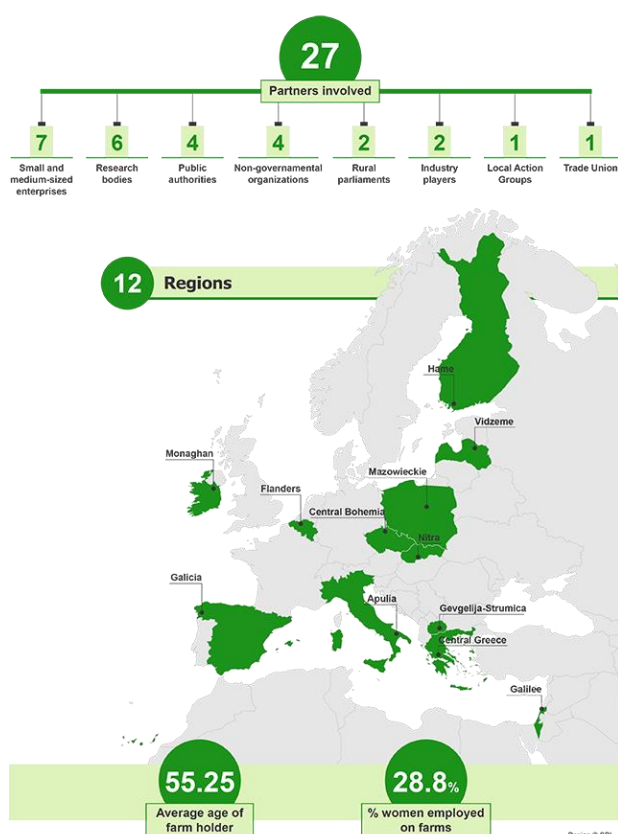 27
Partners involved
7
6
4
4
2
2
1
1
Small and
medium-sized
enterprises
Research
bodies
Public
authorities
Non-governamental
organizations
Rural
parliaments
Industry
players
Local Action
Groups
Trade Union
12
Regions
Hame
Vidzeme
Monaghan
Mazowieckie
Flanders
Central Bohemia
Nitra
Galicia
Apulia
Gevgelija-Strumica
Central Greece
Galilee
55.25
Average age of
farm holder
28.8%
% women employed
on farms